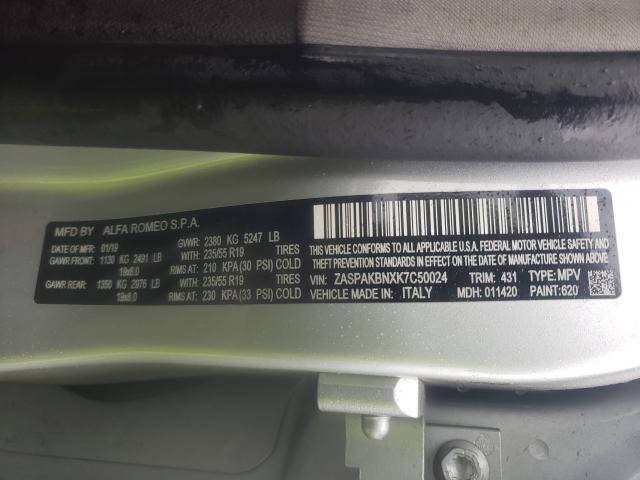 MFD BY ALFA ROMEO S.P.A.
DATE OF MFR: 01/19 GVWR: 2380 KG 5247 LB
GAWR FRONT: 1130 KG 2491 LB WITH 235/55 R19 TIRES
19x8.0 RIMS AT 210 KPA (30 PSI) COLD
GAWR REAR: 1350 KG 2976 LB WITH 235/55 R19 TIRES
19x8.0 RIMS AT 230 KPA (33 PSI) COLD
THIS VEHICLE CONFORMS TO ALL APPLICABLE U.S.A. FEDERAL MOTOR VEHICLE SAFETY, BUMPER, AND THEFT
PREVENTION STANDARDS IN EFFECT ON THE DATE OF MANUFACTURE SHOWN ABOVE.
VIN: ZASPAKBNXK7C50024 TRIM: 431 TYPE: MPV
VEHICLE MADE IN: ITALY MDH: 011420 PAINT: 620